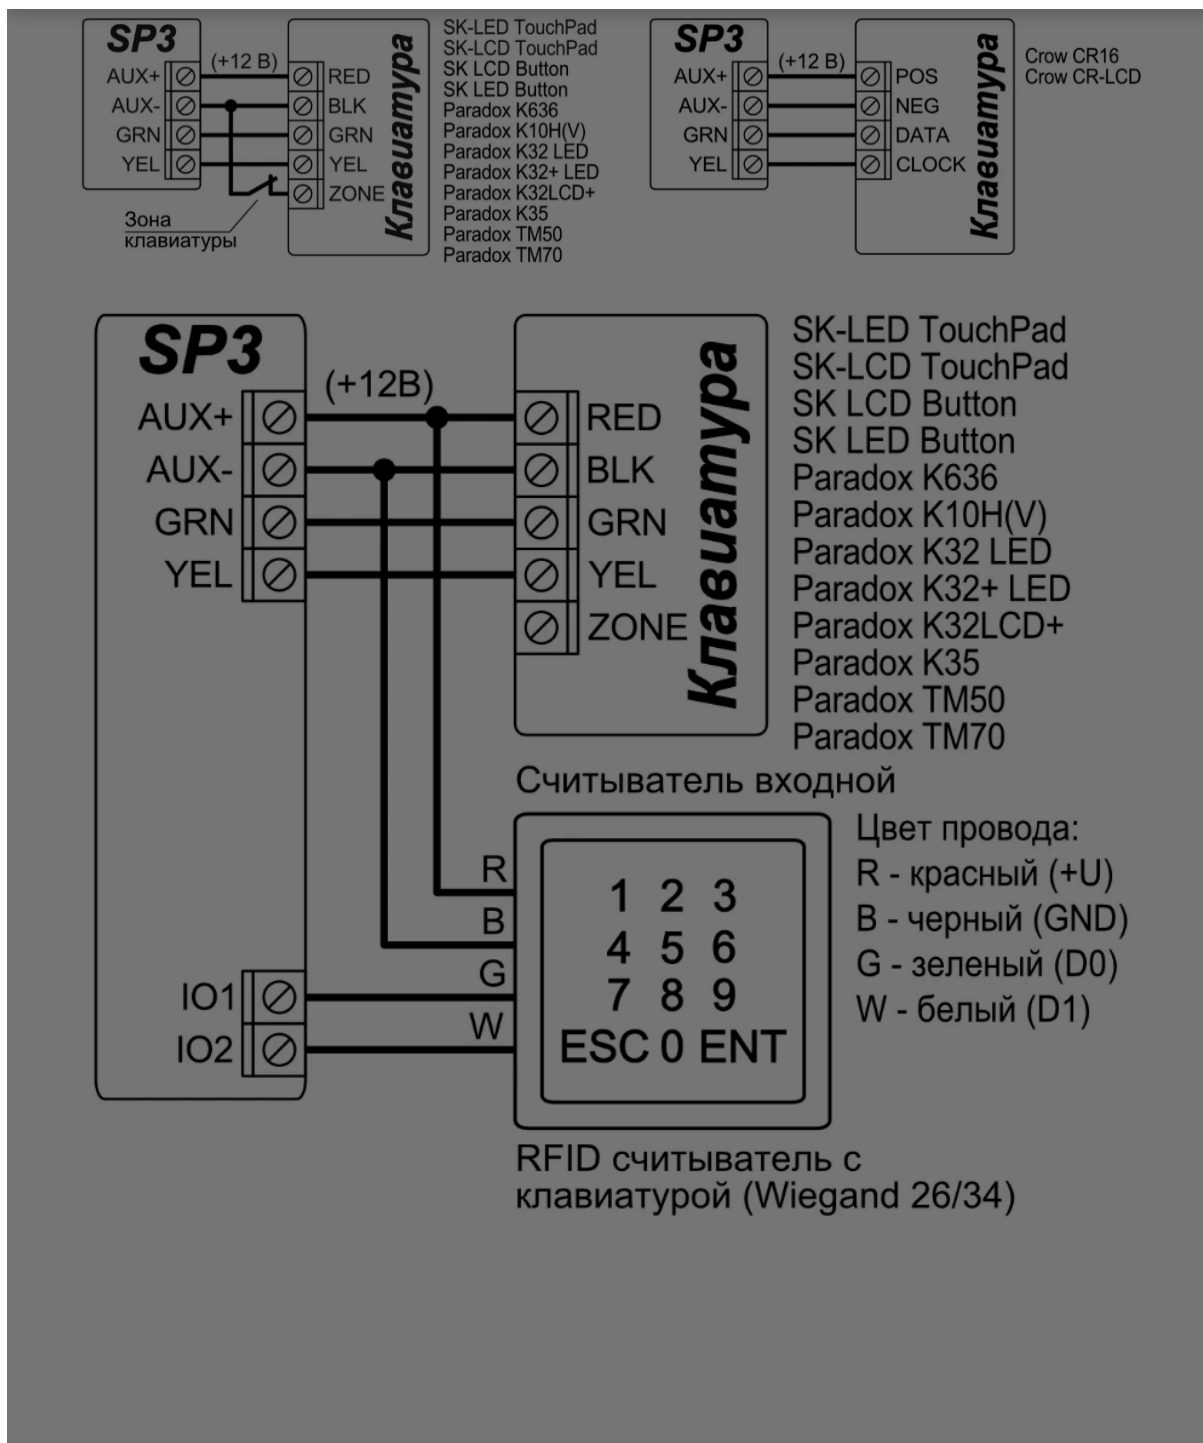 SP3
AUX+
AUX-
GRN
YEL
(+12 В)
RED
BLK
GRN
YEL
ZONE
Клавиатура
Зона
клавиатуры
SK-LED TouchPad
SK-LCD TouchPad
SK LCD Button
SK LED Button
Paradox K636
Paradox K10H(V)
Paradox K32 LED
Paradox K32+ LED
Paradox K32LCD+
Paradox K35
Paradox TM50
Paradox TM70
SP3
AUX+
AUX-
GRN
YEL
(+12 В)
POS
NEG
DATA
CLOCK
Клавиатура
Crow CR16
Crow CR-LCD
SP3
AUX+
AUX-
GRN
YEL
(+12В)
RED
BLK
GRN
YEL
ZONE
Клавиатура
SK-LED TouchPad
SK-LCD TouchPad
SK LCD Button
SK LED Button
Paradox K636
Paradox K10H(V)
Paradox K32 LED
Paradox K32+ LED
Paradox K32LCD+
Paradox K35
Paradox TM50
Paradox TM70
Считыватель входной
IO1
IO2
R
B
G
W
1 2 3
4 5 6
7 8 9
ESC 0 ENT
Цвет провода:
R - красный (+U)
B - черный (GND)
G - зеленый (D0)
W - белый (D1)
RFID считыватель с
клавиатурой (Wiegand 26/34)